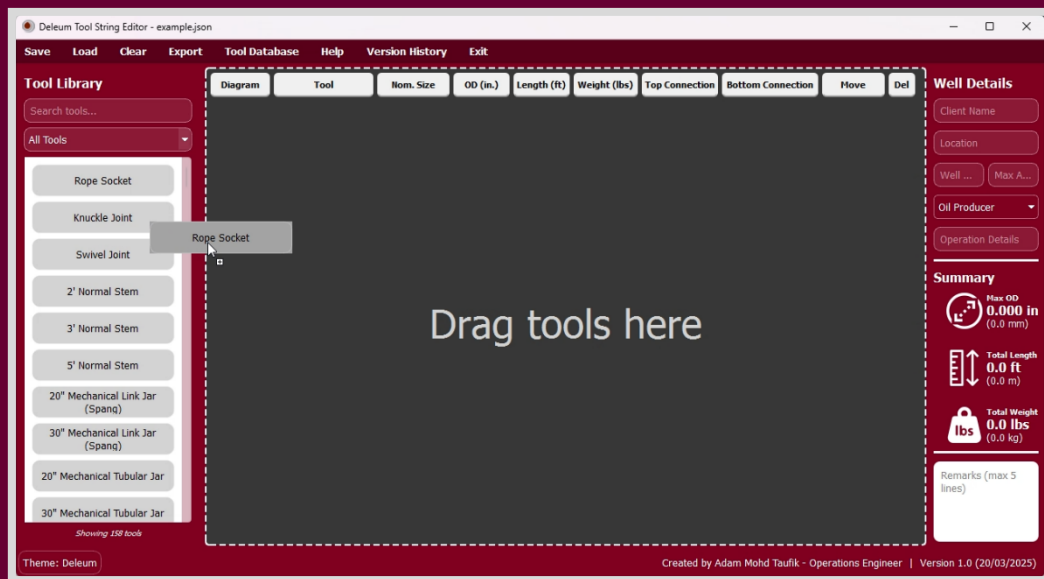 Deleum Tool String Editor - example.json
Save Load Clear Export Tool Database Help Version History Exit
Tool Library
Search tools...
All Tools
Rope Socket
Knuckle Joint
Swivel Joint
2' Normal Stem
3' Normal Stem
5' Normal Stem
20" Mechanical Link Jar
(Spang)
30" Mechanical Link Jar
(Spang)
20" Mechanical Tubular Jar
30" Mechanical Tubular Jar
Showing 158 tools
Theme: Deleum
Diagram Tool Nom. Size OD (in.) Length (ft) Weight (lbs) Top Connection Bottom Connection Move Del
Rope Socket
Drag tools here
Well Details
Client Name
Location
Well ... Max A...
Oil Producer
Operation Details
Summary
Max OD
0.000 in
(0.0 mm)
Total Length
0.0 ft
(0.0 m)
lbs
Total Weight
0.0 lbs
(0.0 kg)
Remarks (max 5
lines)
Created by Adam Mohd Taufik - Operations Engineer | Version 1.0 (20/03/2025)